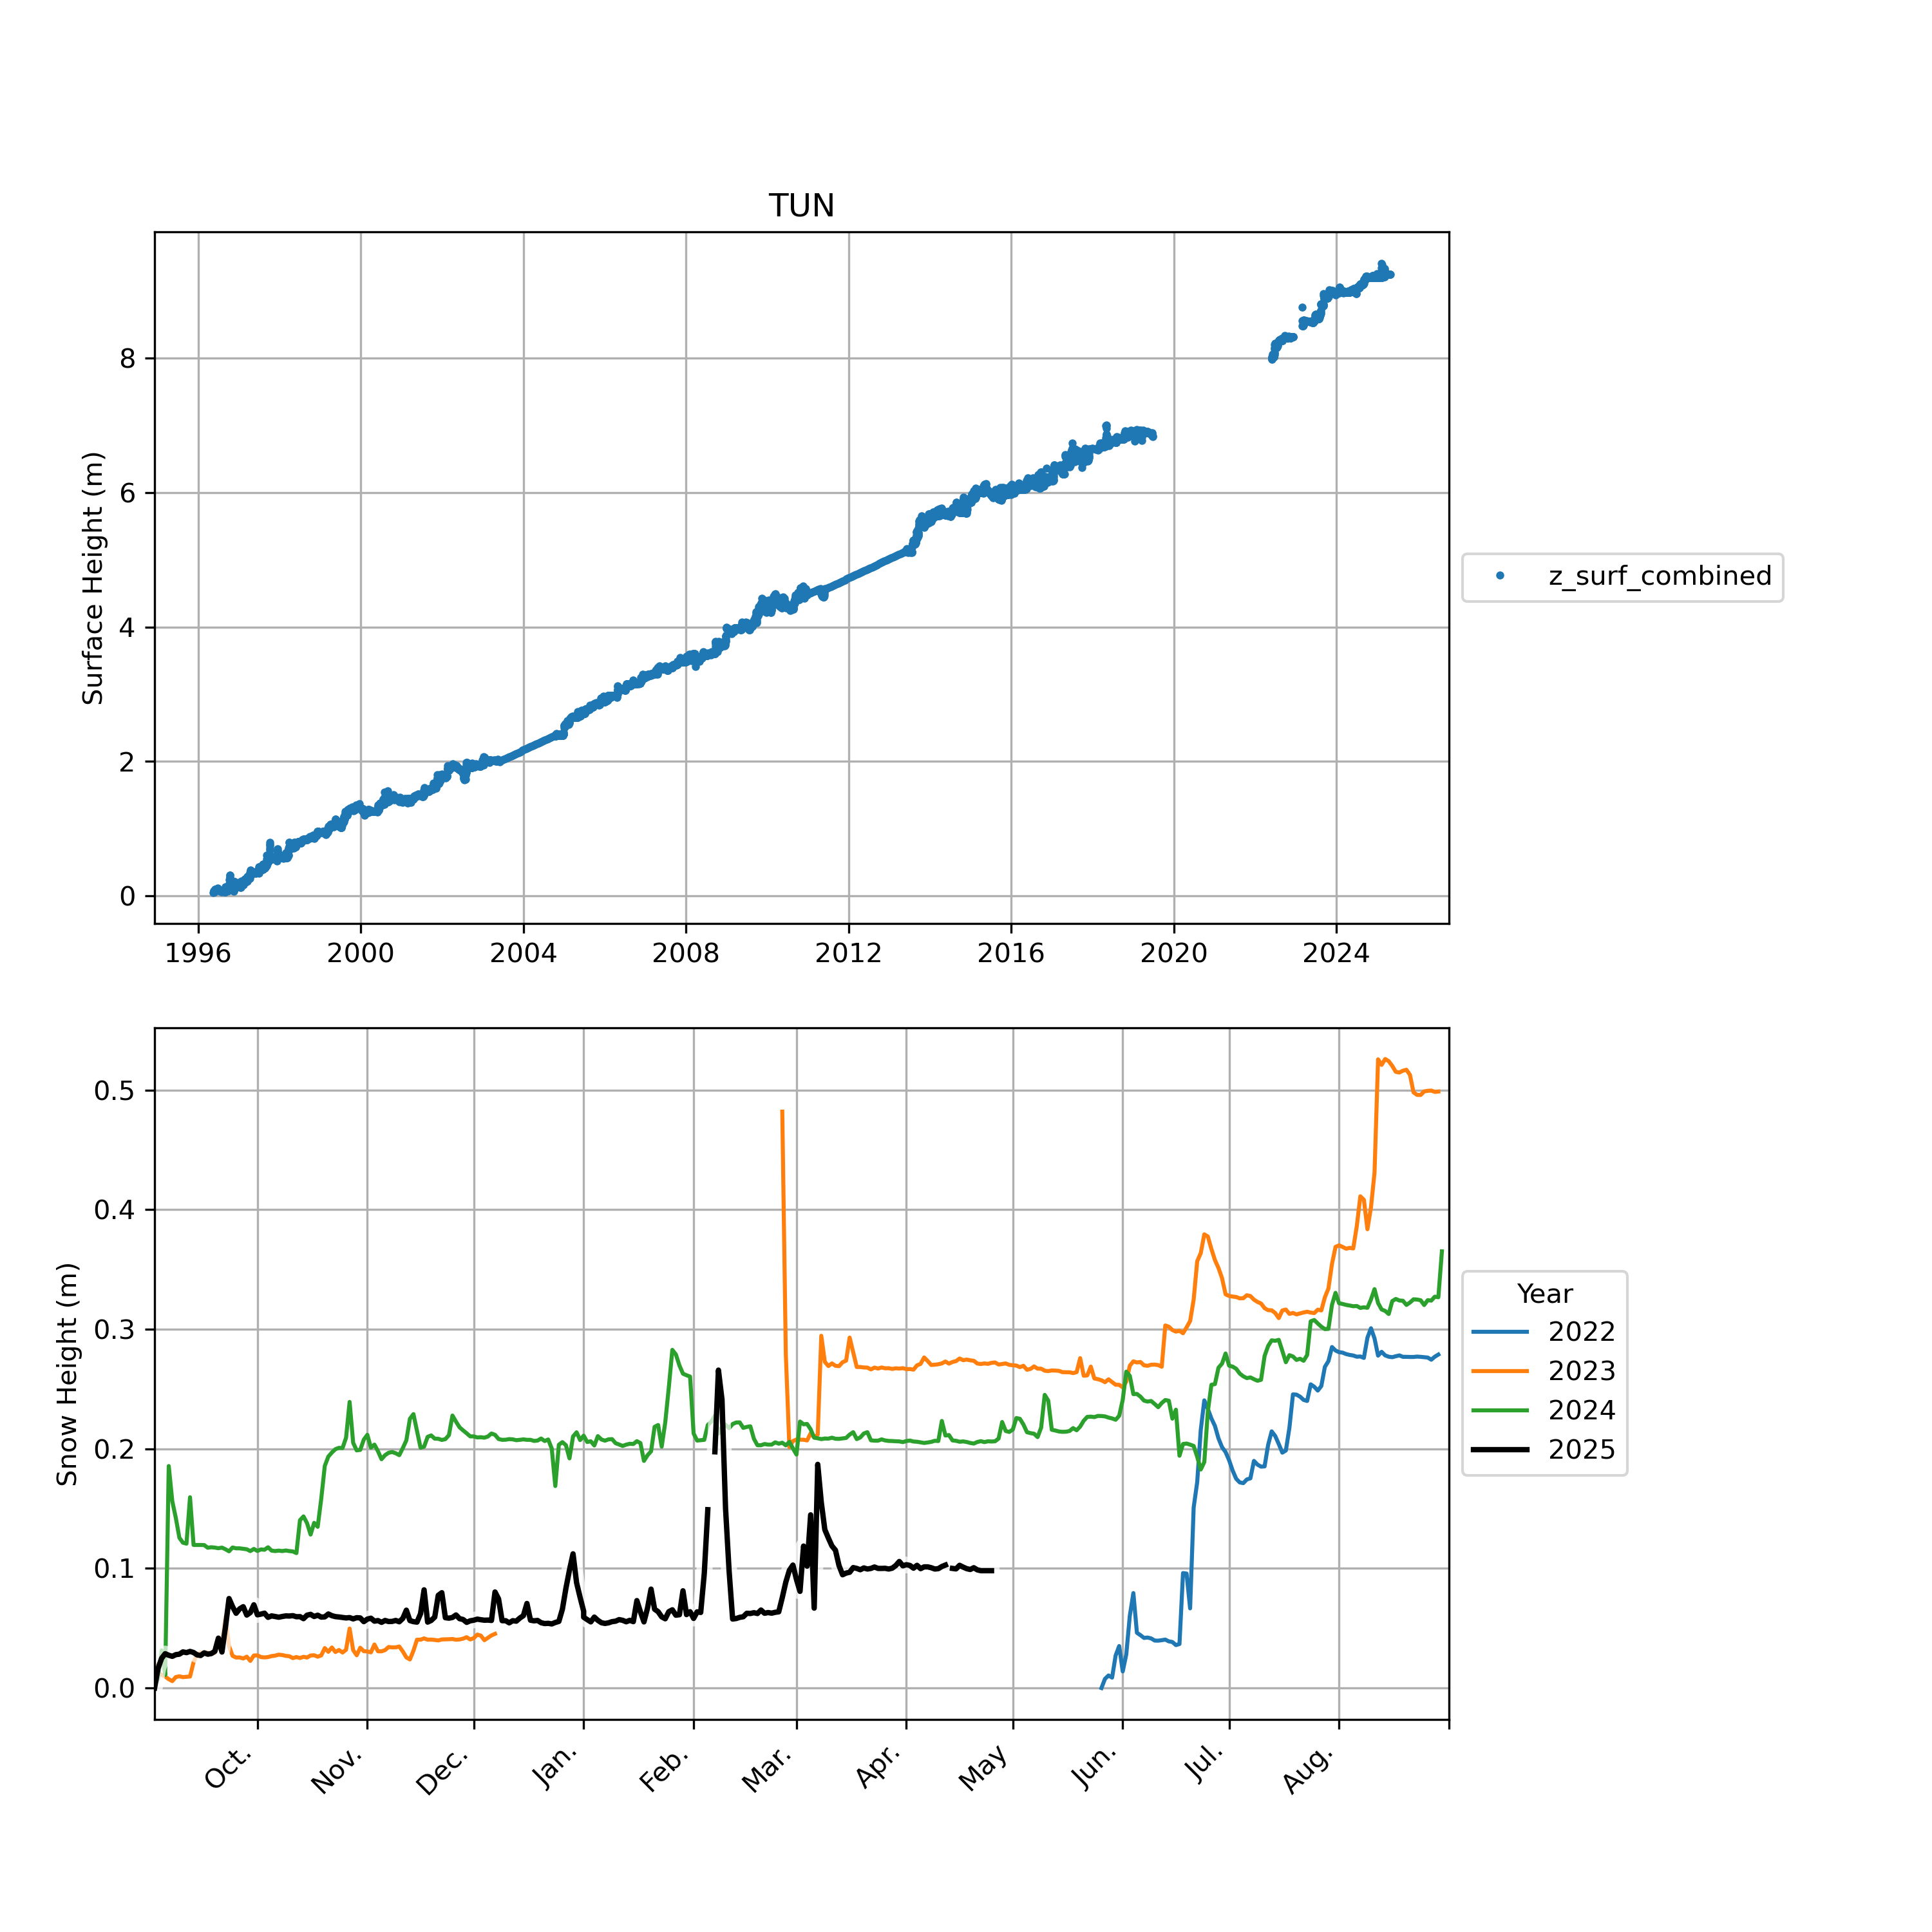 TUN
Surface Height (m)
8
6
4
2
0
1996 2000 2004 2008 2012 2016 2020 2024
z_surf_combined
Snow Height (m)
0.5
0.4
0.3
0.2
0.1
0.0
Oct. Nov. Dec. Jan. Feb. Mar. Apr. May Jun. Jul. Aug.
Year
2022
2023
2024
2025